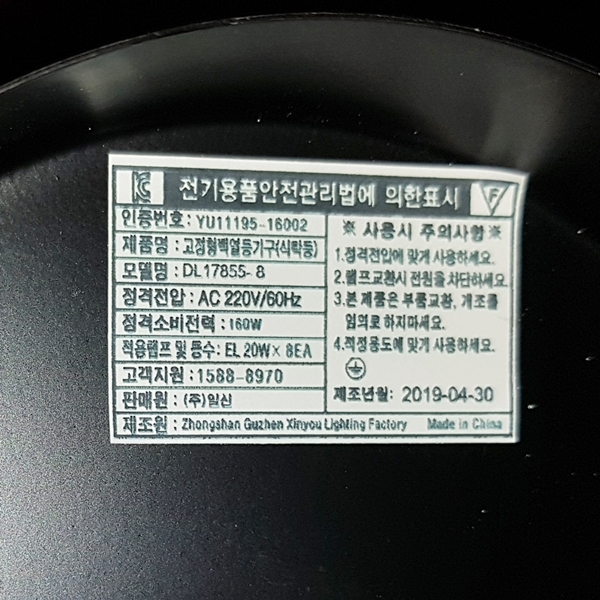 KC 전기용품안전관리법에 의한표시 F
인증번호 : YU11195-16002
제품명 : 고정형백열등기구(식탁등)
모델명 : DL17855-8
정격전압 : AC 220V/60Hz
정격소비전력 : 160W
적용램프 및 등수 : EL 20W × 8EA
고객지원 : 1588-8970
판매원 : (주)일신
제조원 : Zhongshan Guzhen Xinyou Lighting Factory Made in China
※ 사용시 주의사항 ※
1.정격전압에 맞게 사용하세요.
2.램프교환시 전원을 차단하세요.
3.본 제품은 부품교환, 개조를
임의로 하지마세요.
4.적정용도에 맞게 사용하세요.
제조년월: 2019-04-30